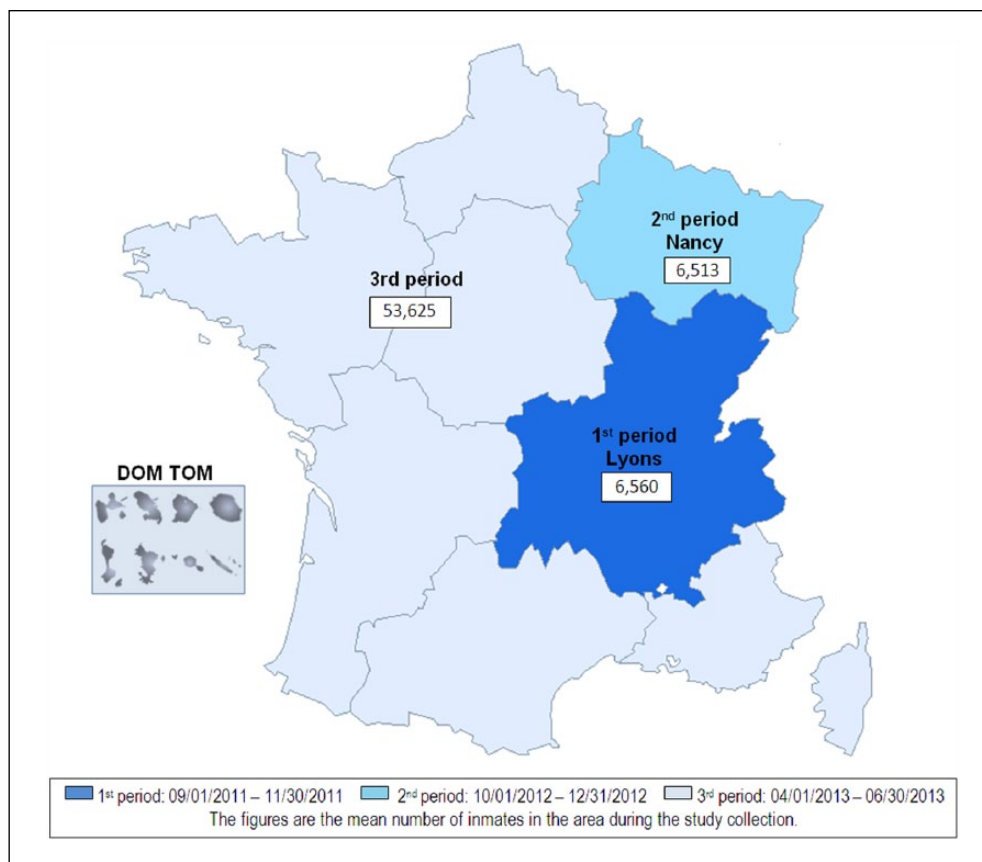 2nd period
Nancy
6,513
3rd period
53,625
1st period
Lyons
6,560
DOM TOM
1st period: 09/01/2011 – 11/30/2011 2nd period: 10/01/2012 – 12/31/2012 3rd period: 04/01/2013 – 06/30/2013
The figures are the mean number of inmates in the area during the study collection.